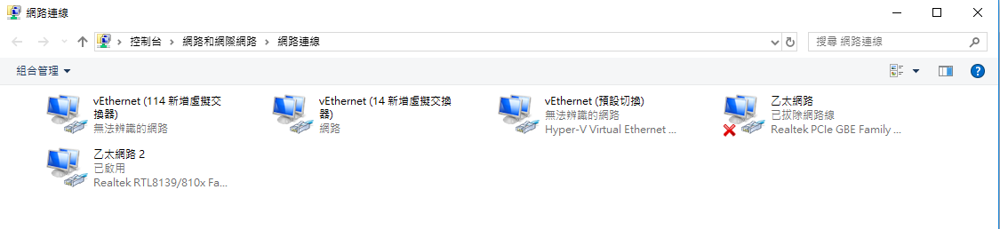 網路連線
控制台 > 網路和網際網路 > 網路連線
搜尋 網路連線
組合管理
vEthernet (114 新增虛擬交
換器)
無法辨識的網路
vEthernet (14 新增虛擬交換
器)
網路
vEthernet (預設切換)
無法辨識的網路
Hyper-V Virtual Ethernet ...
乙太網路
已拔除網路線
Realtek PCIe GBE Family ...
乙太網路 2
已啟用
Realtek RTL8139/810x Fa...